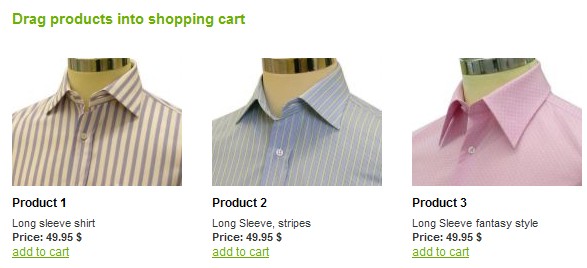 Drag products into shopping cart
Product 1
Long sleeve shirt
Price: 49.95 $
add to cart
Product 2
Long Sleeve, stripes
Price: 49.95 $
add to cart
Product 3
Long Sleeve fantasy style
Price: 49.95 $
add to cart